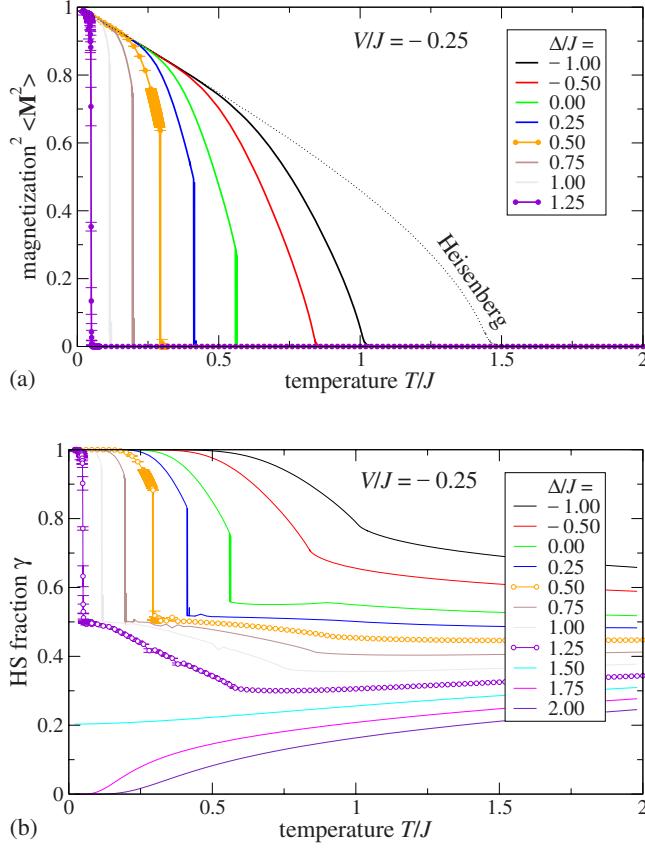 V/J = − 0.25
Δ/J =
− 1.00
− 0.50
0.00
0.25
0.50
0.75
1.00
1.25
Heisenberg
magnetization² <M²>
1
0.8
0.6
0.4
0.2
0
0 0.5 1 1.5 2
temperature T/J
(a)
V/J = − 0.25
Δ/J =
− 1.00
− 0.50
0.00
0.25
0.50
0.75
1.00
1.25
1.50
1.75
2.00
HS fraction γ
1
0.8
0.6
0.4
0.2
0
0 0.5 1 1.5 2
temperature T/J
(b)